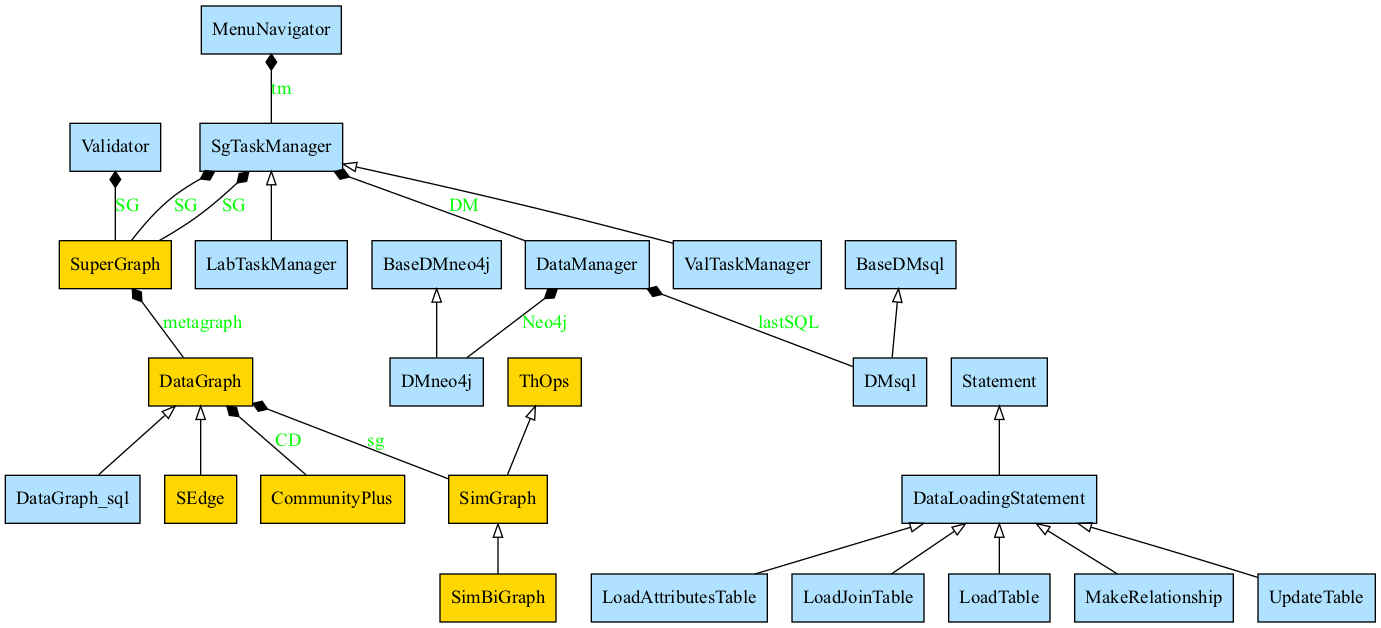 MenuNavigator
tm
Validator
SgTaskManager
SG
SG
SG
DM
SuperGraph
LabTaskManager
BaseDMneo4j
DataManager
ValTaskManager
BaseDMsql
metagraph
Neo4j
lastSQL
DataGraph
DMneo4j
ThOps
DMsql
Statement
CD
sg
DataGraph_sql
SEdge
CommunityPlus
SimGraph
DataLoadingStatement
SimBiGraph
LoadAttributesTable
LoadJoinTable
LoadTable
MakeRelationship
UpdateTable